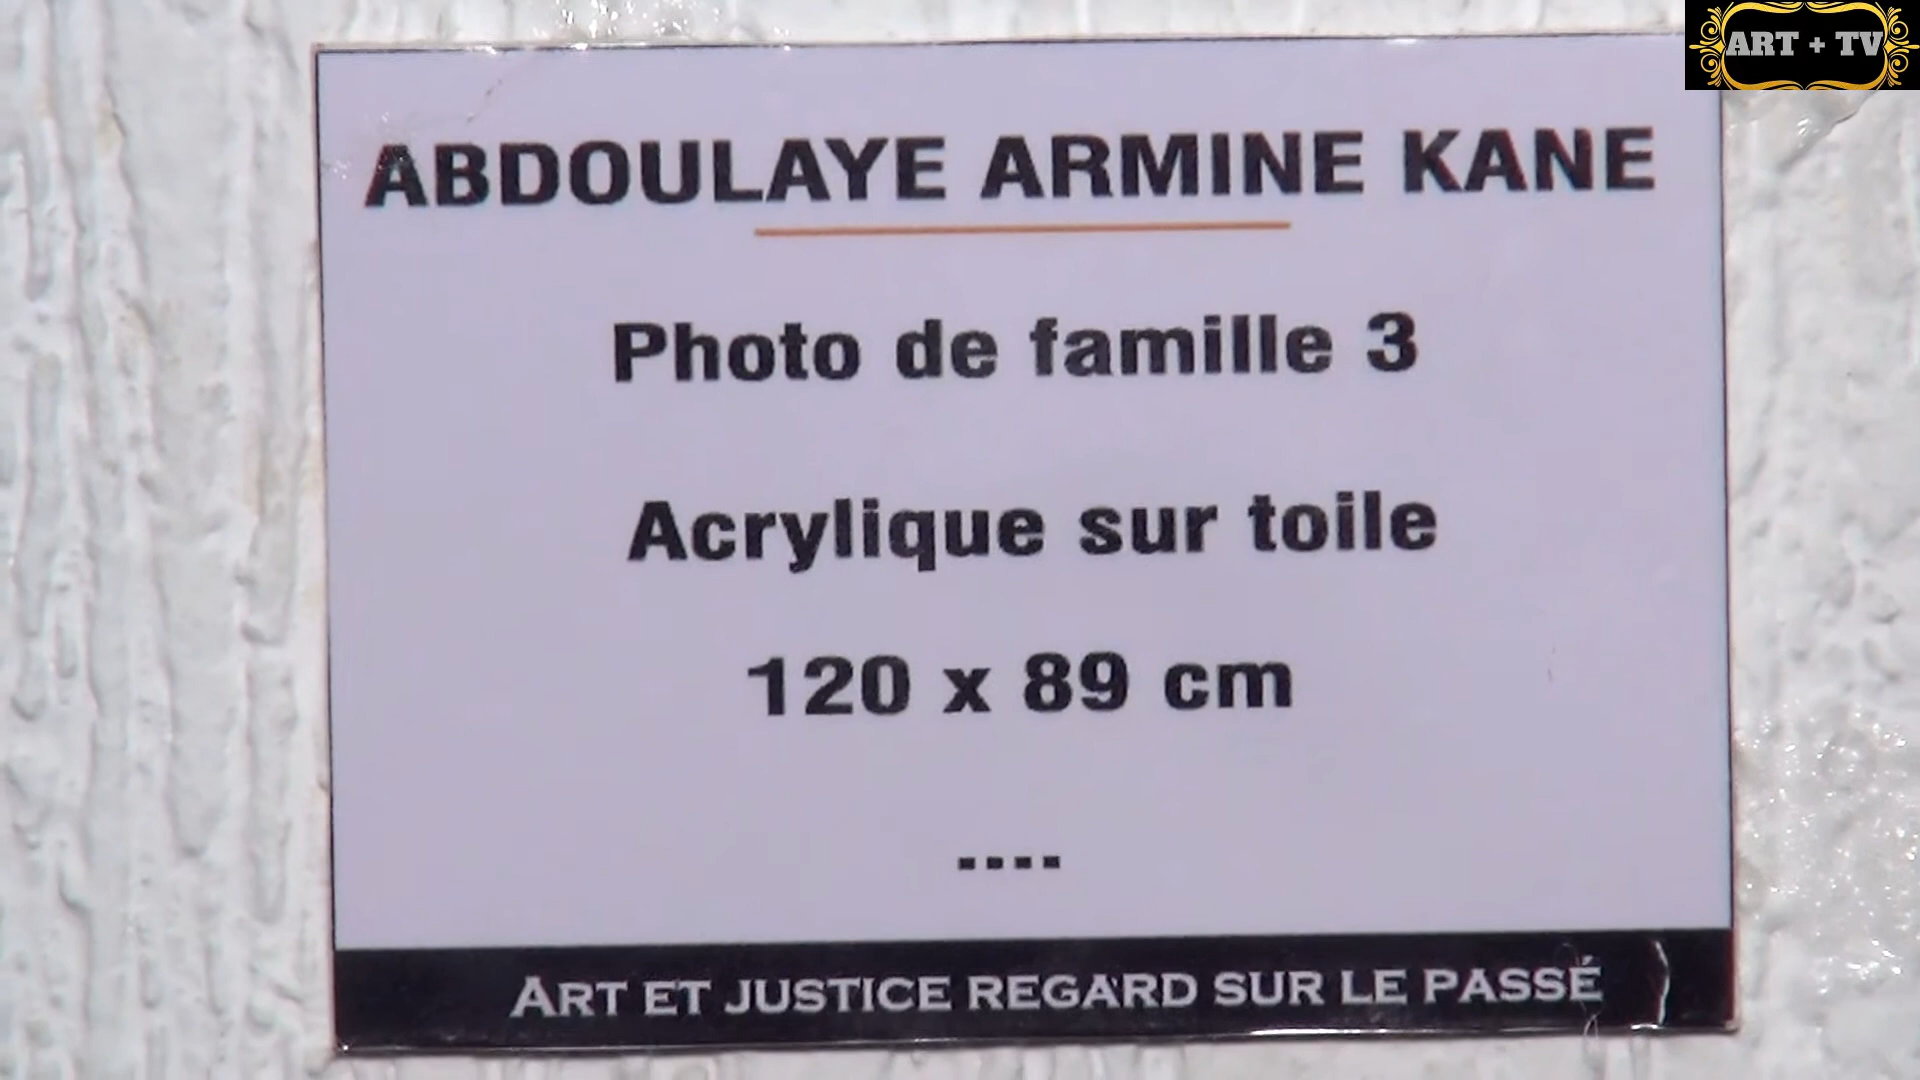 ART + TV
ABDOULAYE ARMINE KANE
Photo de famille 3
Acrylique sur toile
120 x 89 cm
----
ART ET JUSTICE REGARD SUR LE PASSÉ